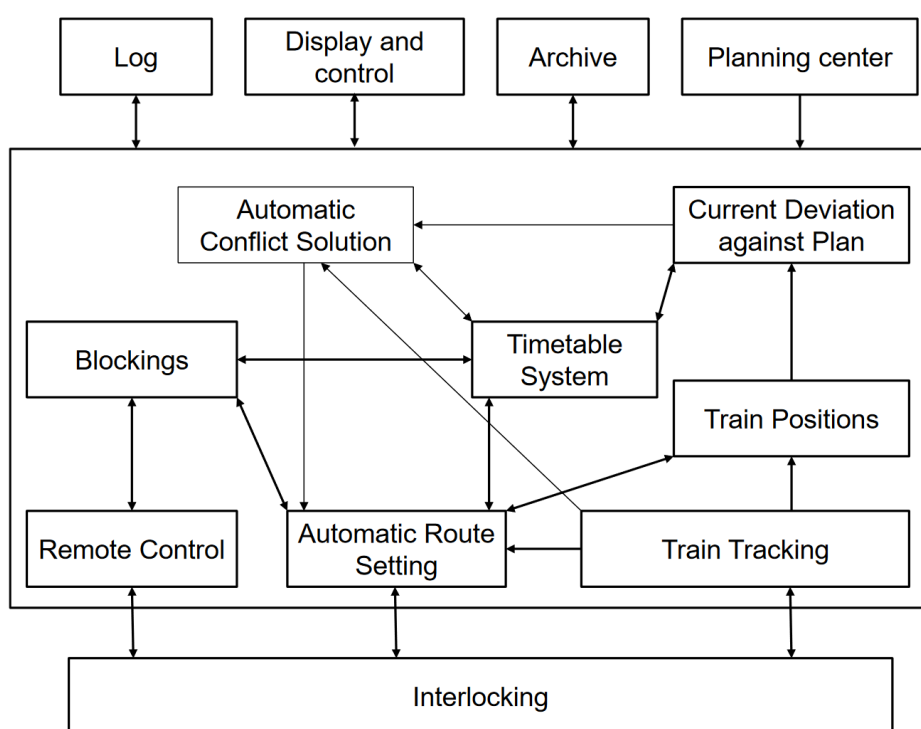 Log
Display and
control
Archive
Planning center
Automatic
Conflict Solution
Current Deviation
against Plan
Blockings
Timetable
System
Train Positions
Remote Control
Automatic Route
Setting
Train Tracking
Interlocking